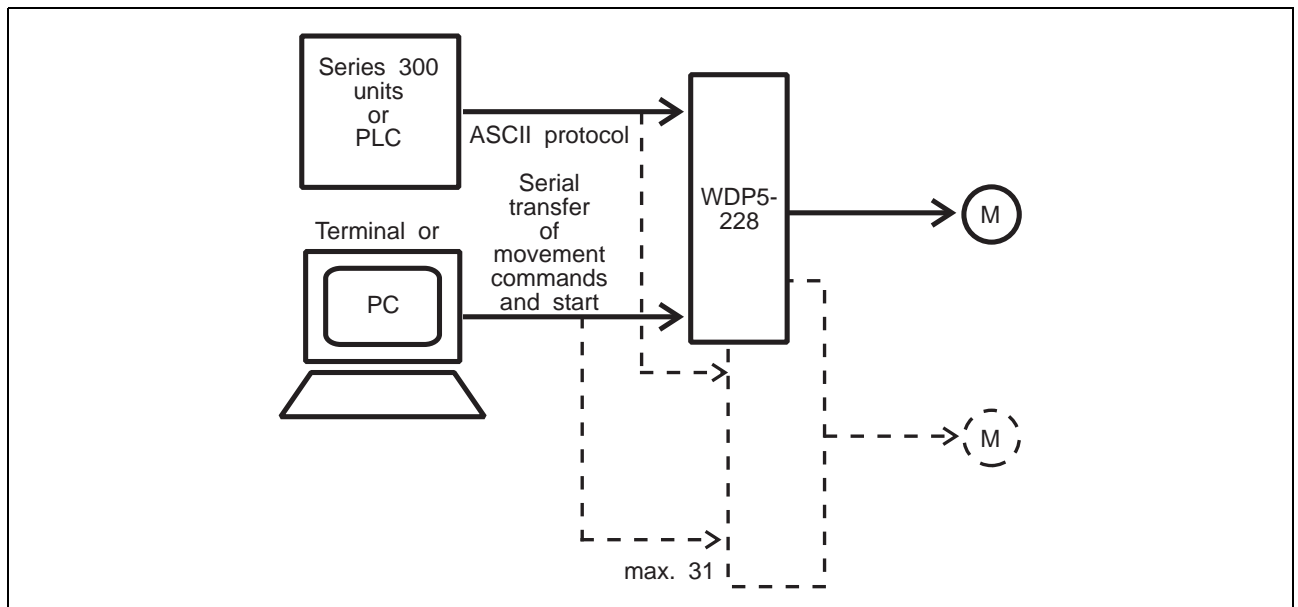 Series 300
units
or
PLC
ASCII protocol
Serial
transfer
of
movement
commands
and start
Terminal or
PC
WDP5-
228
M
M
max. 31